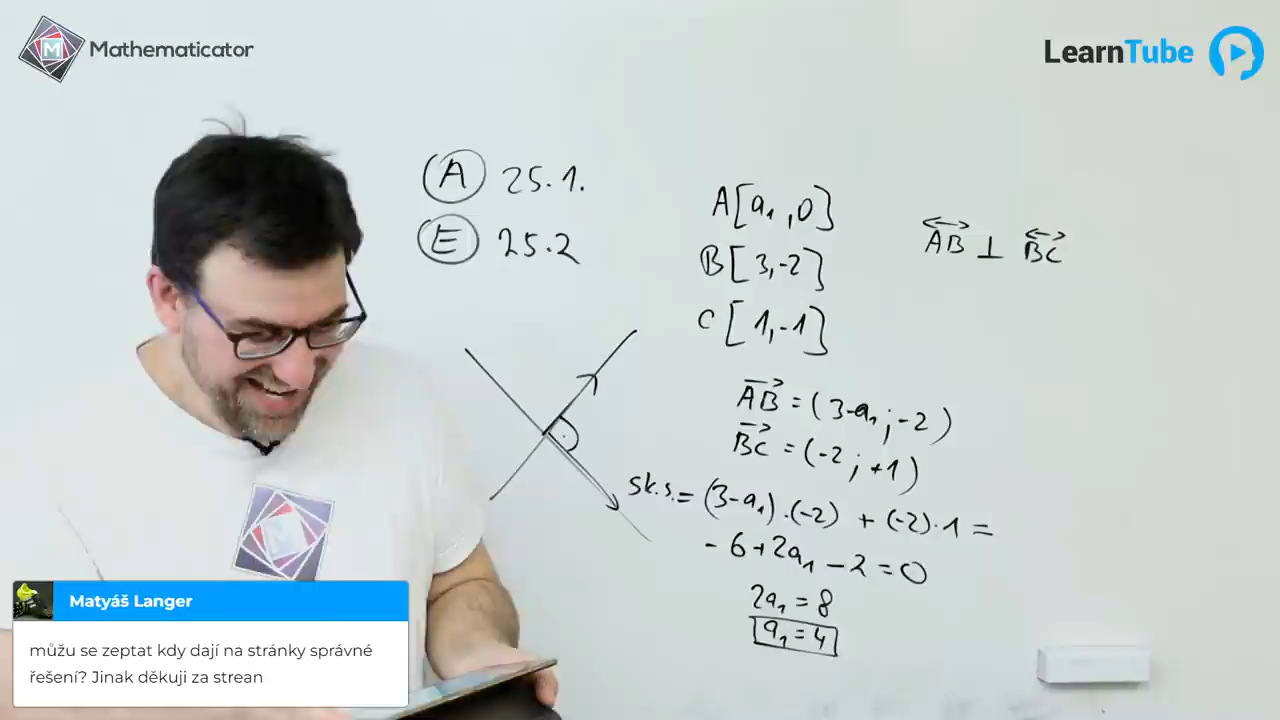 Mathematicator
LearnTube
A 25.1.
E 25.2
A[a₁,0]
B[3,-2]
C[1,-1]
AB ⊥ BC
AB = (3-a₁;-2)
BC = (-2;+1)
sk.s.= (3-a₁).(-2) + (-2).1 =
- 6+2a₁ - 2 = 0
2a₁ = 8
a₁ = 4
Matyáš Langer
můžu se zeptat kdy dají na stránky správné
řešení? Jinak děkuji za strean